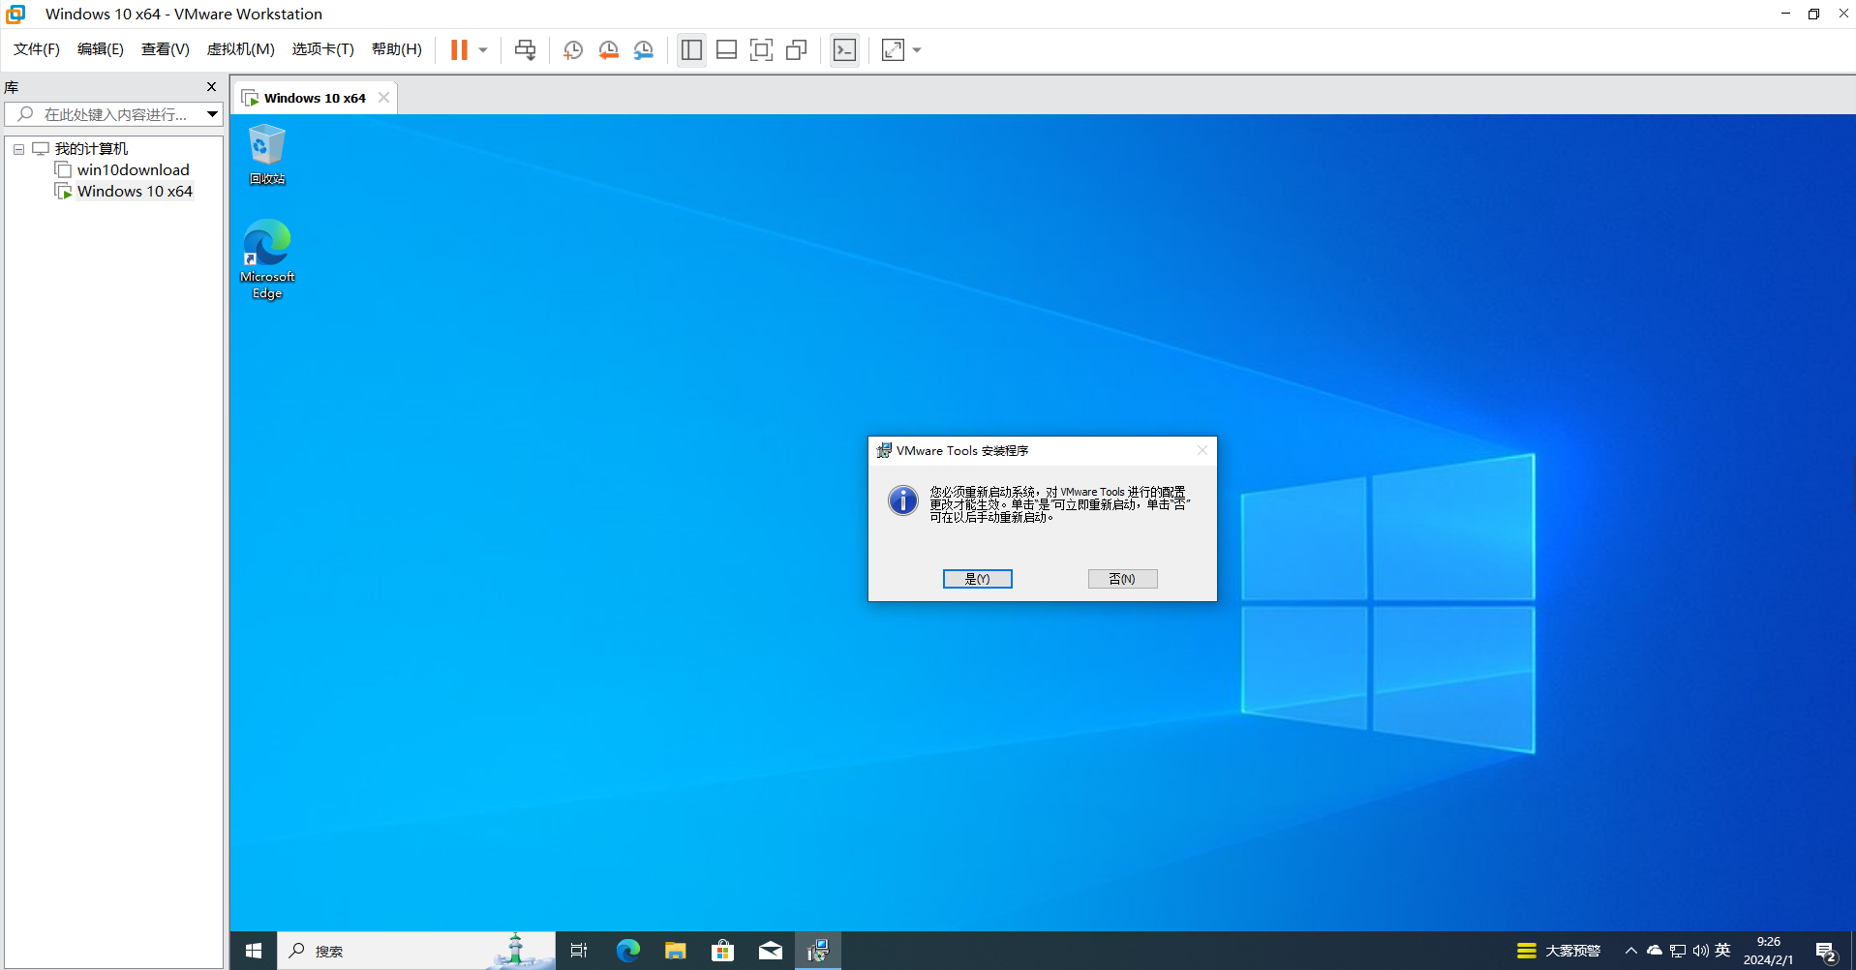 Windows 10 x64 - VMware Workstation
文件(F) 编辑(E) 查看(V) 虚拟机(M) 选项卡(T) 帮助(H)
库
在此处键入内容进行...
我的计算机
win10download
Windows 10 x64
Windows 10 x64
回收站
Microsoft
Edge
VMware Tools 安装程序
您必须重新启动系统，对 VMware Tools 进行的配置
更改才能生效。单击“是”可立即重新启动，单击“否”
可在以后手动重新启动。
是(Y)
否(N)
搜索
大雾预警
英
9:26
2024/2/1
2